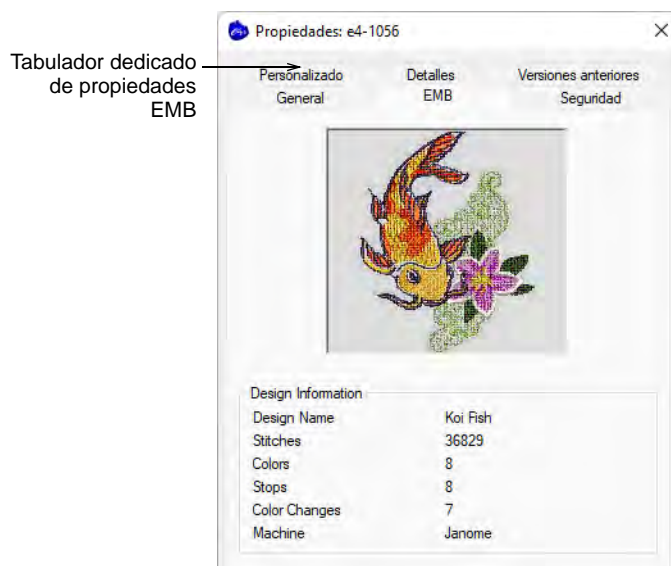 Propiedades: e4-1056
Tabulador dedicado
de propiedades
EMB
Personalizado Detalles Versiones anteriores
General EMB Seguridad
Design Information
Design Name Koi Fish
Stitches 36829
Colors 8
Stops 8
Color Changes 7
Machine Janome